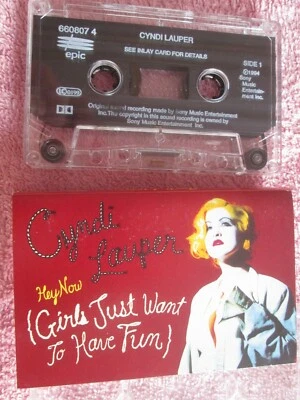 660807 4
CYNDI LAUPER
epic
SEE INLAY CARD FOR DETAILS
SIDE 1
℗1994
Sony
Music
Entertain-
ment Inc.
Original sound recording made by Sony Music Entertainment
Inc. The copyright in this sound recording is owned by
Sony Music Entertainment Inc.
Cyndi
Lauper
Hey Now
{Girls Just Want
To Have Fun}